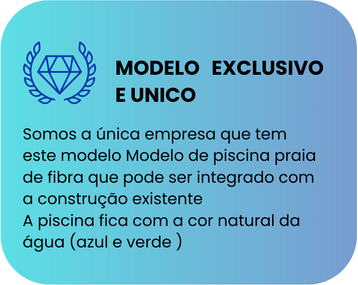 MODELO EXCLUSIVO
E UNICO
Somos a única empresa que tem
este modelo Modelo de piscina praia
de fibra que pode ser integrado com
a construção existente
A piscina fica com a cor natural da
água (azul e verde )